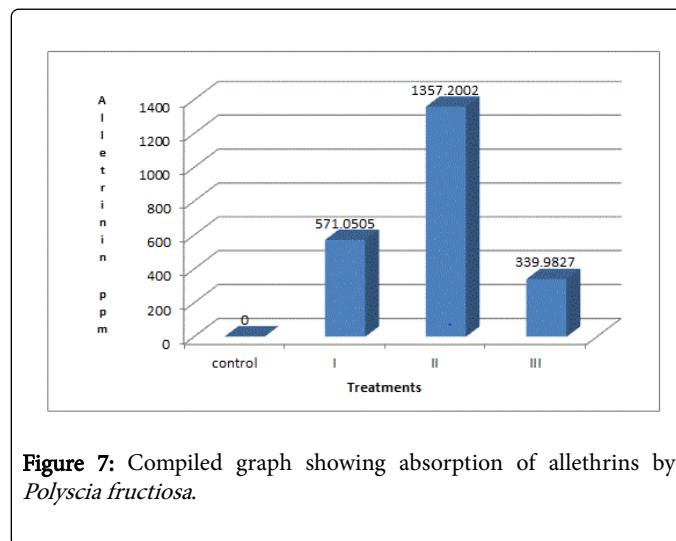 Alletrinin ppm
1400
1200
1000
800
600
400
200
0
0
571.0505
1357.2002
339.9827
control I II III
Treatments
Figure 7: Compiled graph showing absorption of allethrins by
Polyscia fructiosa.